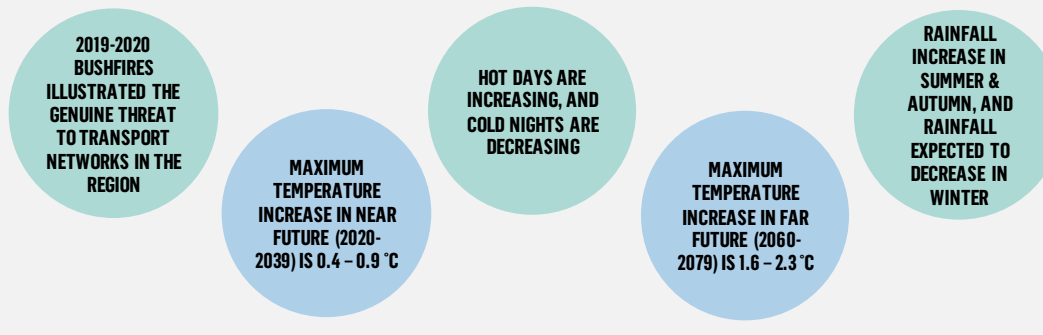 2019-2020
BUSHFIRES
ILLUSTRATED THE
GENUINE THREAT
TO TRANSPORT
NETWORKS IN THE
REGION
MAXIMUM
TEMPERATURE
INCREASE IN NEAR
FUTURE (2020-
2039) IS 0.4 – 0.9 °C
HOT DAYS ARE
INCREASING, AND
COLD NIGHTS ARE
DECREASING
MAXIMUM
TEMPERATURE
INCREASE IN FAR
FUTURE (2060-
2079) IS 1.6 – 2.3 °C
RAINFALL
INCREASE IN
SUMMER &
AUTUMN, AND
RAINFALL
EXPECTED TO
DECREASE IN
WINTER